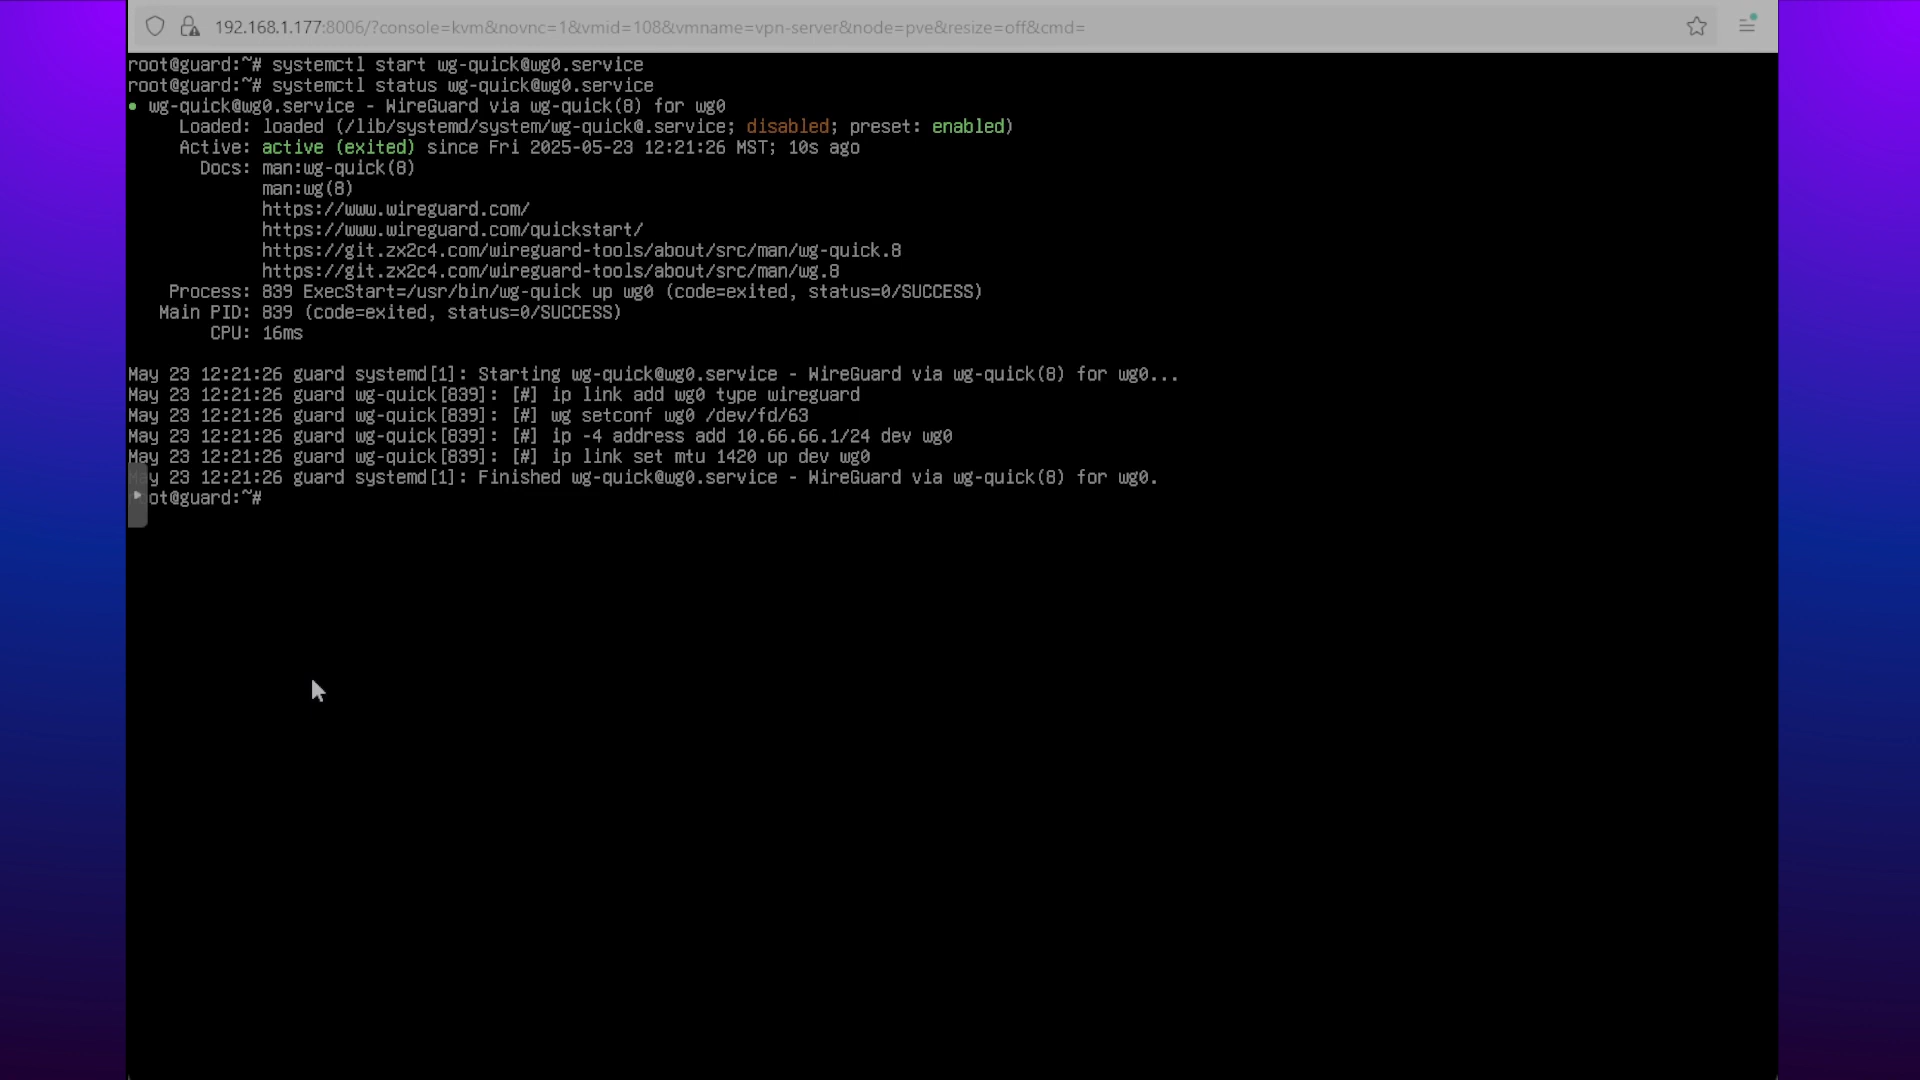 192.168.1.177:8006/?console=kvm&novnc=1&vmid=108&vmname=vpn-server&node=pve&resize=off&cmd=
root@guard:~# systemctl start wg-quick@wg0.service
root@guard:~# systemctl status wg-quick@wg0.service
● wg-quick@wg0.service - WireGuard via wg-quick(8) for wg0
Loaded: loaded (/lib/systemd/system/wg-quick@.service; disabled; preset: enabled)
Active: active (exited) since Fri 2025-05-23 12:21:26 MST; 10s ago
Docs: man:wg-quick(8)
man:wg(8)
https://www.wireguard.com/
https://www.wireguard.com/quickstart/
https://git.zx2c4.com/wireguard-tools/about/src/man/wg-quick.8
https://git.zx2c4.com/wireguard-tools/about/src/man/wg.8
Process: 839 ExecStart=/usr/bin/wg-quick up wg0 (code=exited, status=0/SUCCESS)
Main PID: 839 (code=exited, status=0/SUCCESS)
CPU: 16ms
May 23 12:21:26 guard systemd[1]: Starting wg-quick@wg0.service - WireGuard via wg-quick(8) for wg0...
May 23 12:21:26 guard wg-quick[839]: [#] ip link add wg0 type wireguard
May 23 12:21:26 guard wg-quick[839]: [#] wg setconf wg0 /dev/fd/63
May 23 12:21:26 guard wg-quick[839]: [#] ip -4 address add 10.66.66.1/24 dev wg0
May 23 12:21:26 guard wg-quick[839]: [#] ip link set mtu 1420 up dev wg0
May 23 12:21:26 guard systemd[1]: Finished wg-quick@wg0.service - WireGuard via wg-quick(8) for wg0.
ot@guard:~#